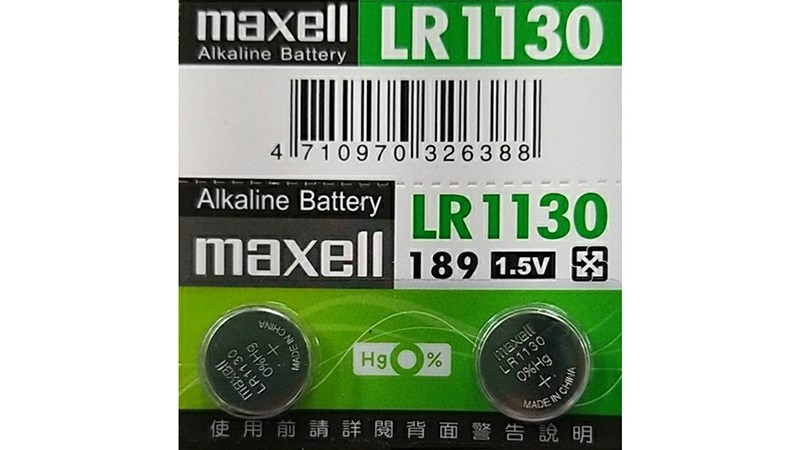 maxell
Alkaline Battery
LR1130
4 710970 326388
Alkaline Battery
maxell
LR1130
189 1.5V
maxell
LR1130
0%Hg
+
MADE IN CHINA
Hg 0 %
maxell
LR1130
0%Hg
+
MADE IN CHINA
使用前請詳閱背面警告說明